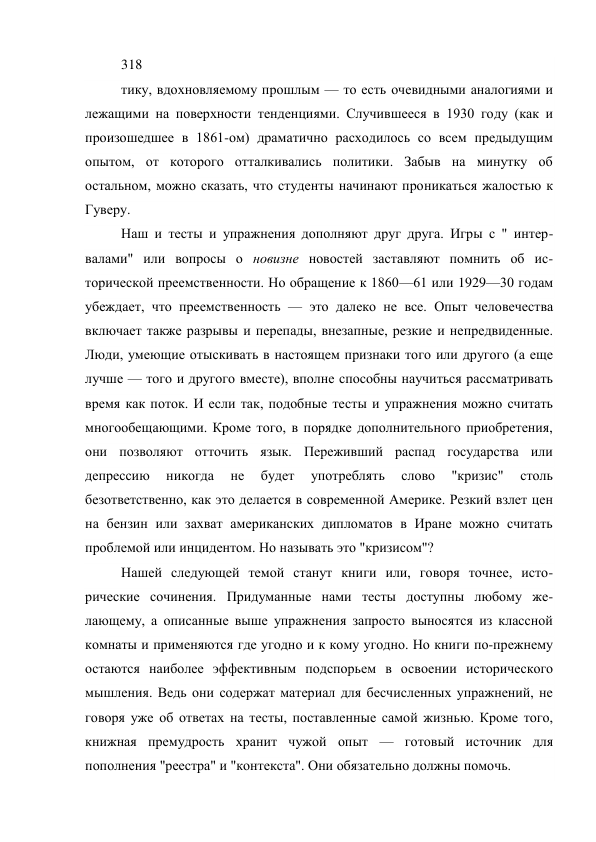 318
тику, вдохновляемому прошлым — то есть очевидными аналогиями и
лежащими на поверхности тенденциями. Случившееся в 1930 году (как и
произошедшее в 1861-ом) драматично расходилось со всем предыдущим
опытом, от которого отталкивались политики. Забыв на минутку об
остальном, можно сказать, что студенты начинают проникаться жалостью к
Гуверу.
Наш и тесты и упражнения дополняют друг друга. Игры с " интер-
валами" или вопросы о новизне новостей заставляют помнить об ис-
торической преемственности. Но обращение к 1860—61 или 1929—30 годам
убеждает, что преемственность — это далеко не все. Опыт человечества
включает также разрывы и перепады, внезапные, резкие и непредвиденные.
Люди, умеющие отыскивать в настоящем признаки того или другого (а еще
лучше — того и другого вместе), вполне способны научиться рассматривать
время как поток. И если так, подобные тесты и упражнения можно считать
многообещающими. Кроме того, в порядке дополнительного приобретения,
они позволяют отточить язык. Переживший распад государства или
депрессию никогда не будет употреблять слово "кризис" столь
безответственно, как это делается в современной Америке. Резкий взлет цен
на бензин или захват американских дипломатов в Иране можно считать
проблемой или инцидентом. Но называть это "кризисом"?
Нашей следующей темой станут книги или, говоря точнее, исто-
рические сочинения. Придуманные нами тесты доступны любому же-
лающему, а описанные выше упражнения запросто выносятся из классной
комнаты и применяются где угодно и к кому угодно. Но книги по-прежнему
остаются наиболее эффективным подспорьем в освоении исторического
мышления. Ведь они содержат материал для бесчисленных упражнений, не
говоря уже об ответах на тесты, поставленные самой жизнью. Кроме того,
книжная премудрость хранит чужой опыт — готовый источник для
пополнения "реестра" и "контекста". Они обязательно должны помочь.